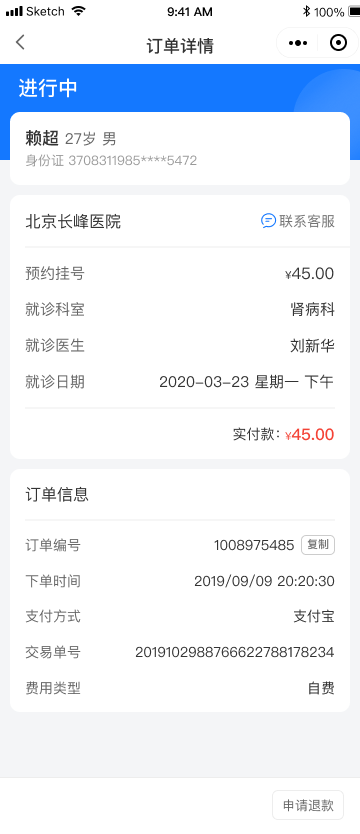 Sketch 9:41 AM 100%
订单详情
进行中
赖超 27岁 男
身份证 3708311985****5472
北京长峰医院 联系客服
预约挂号 ¥45.00
就诊科室 肾病科
就诊医生 刘新华
就诊日期 2020-03-23 星期一 下午
实付款：¥45.00
订单信息
订单编号 1008975485 复制
下单时间 2019/09/09 20:20:30
支付方式 支付宝
交易单号 2019102988766622788178234
费用类型 自费
申请退款